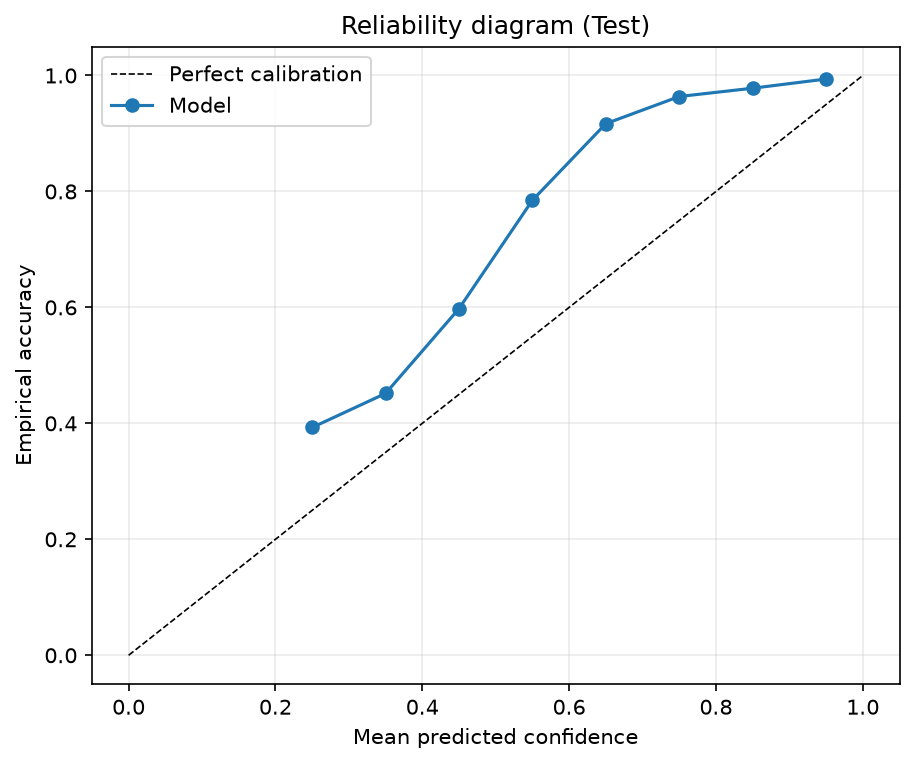 Reliability diagram (Test)
Perfect calibration
Model
1.0
0.8
0.6
0.4
0.2
0.0
Empirical accuracy
0.0 0.2 0.4 0.6 0.8 1.0
Mean predicted confidence